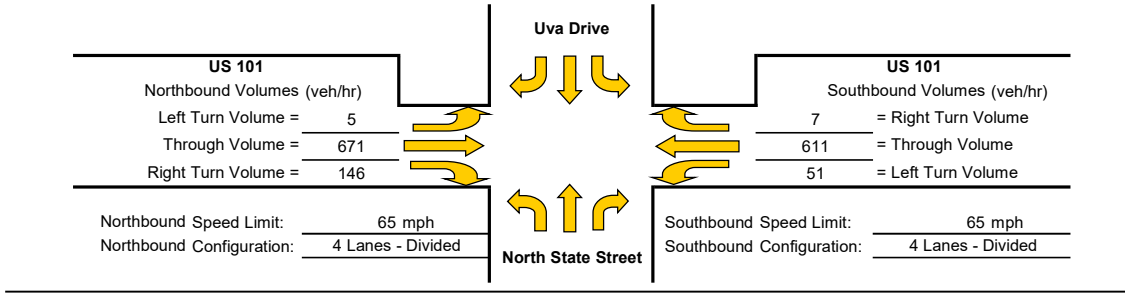 Uva Drive
US 101
Northbound Volumes (veh/hr)
Left Turn Volume = 5
Through Volume = 671
Right Turn Volume = 146
US 101
Southbound Volumes (veh/hr)
7 = Right Turn Volume
611 = Through Volume
51 = Left Turn Volume
Northbound Speed Limit: 65 mph
Northbound Configuration: 4 Lanes - Divided
North State Street
Southbound Speed Limit: 65 mph
Southbound Configuration: 4 Lanes - Divided